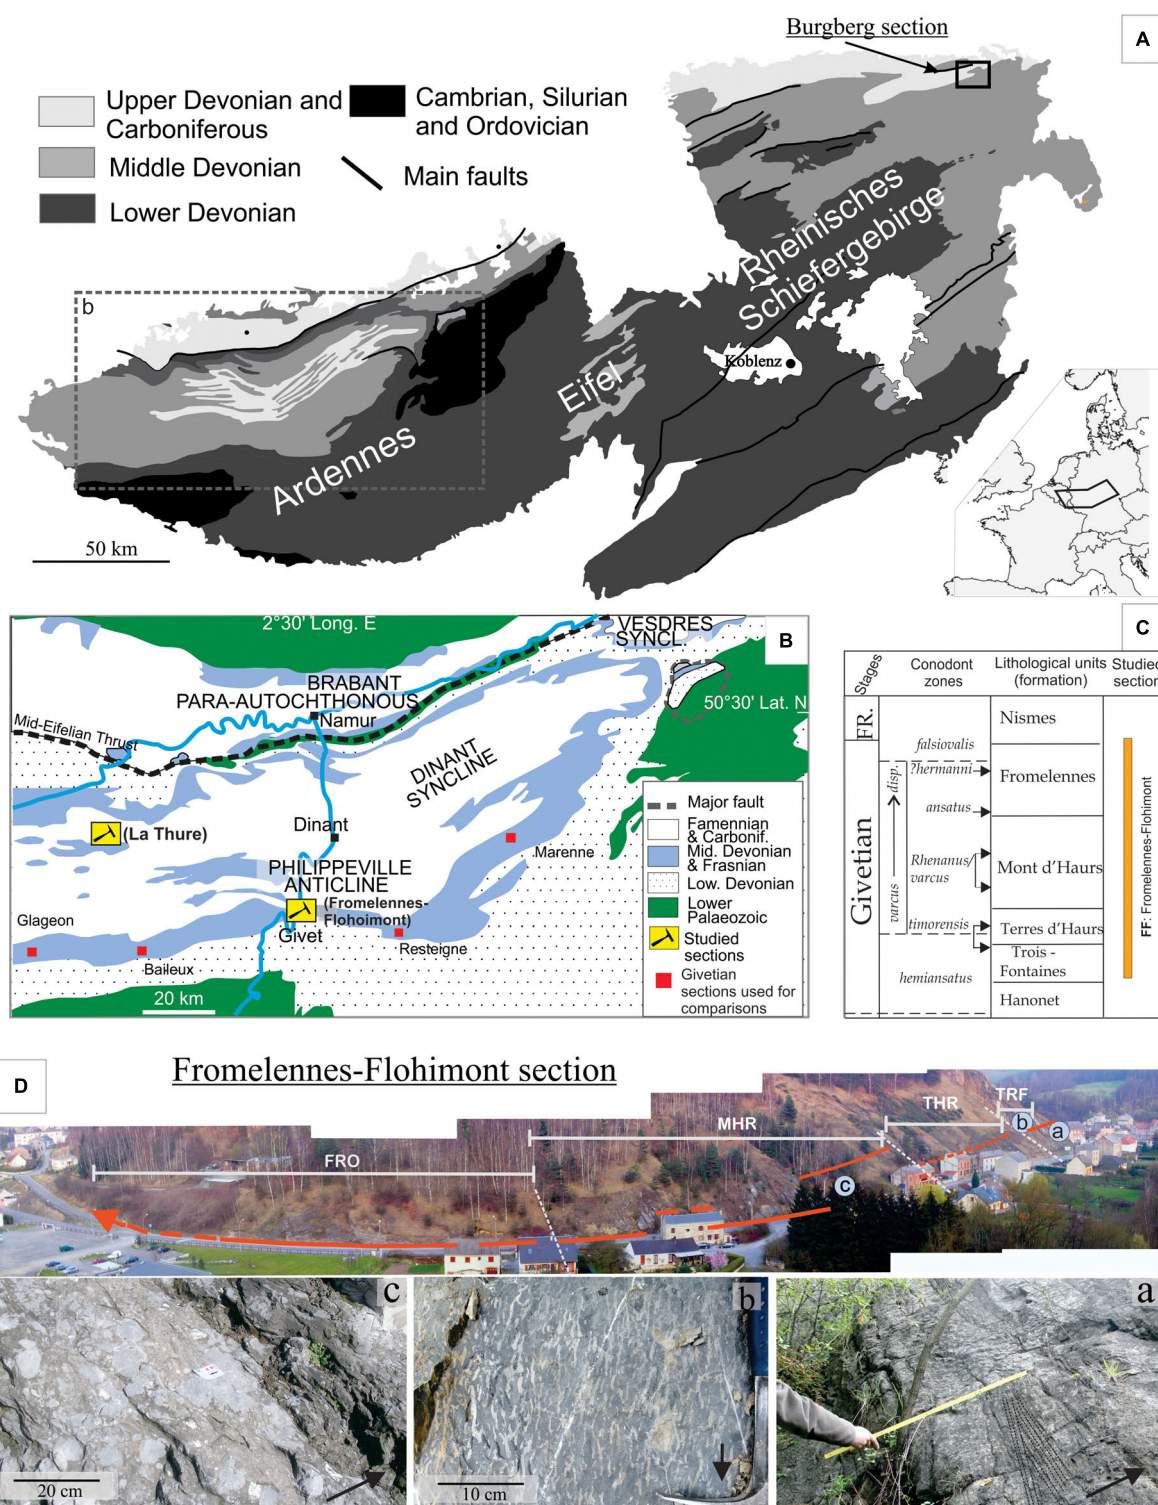 Burgberg section
A
Upper Devonian and
Carboniferous
Cambrian, Silurian
and Ordovician
Middle Devonian
Main faults
Lower Devonian
b
Rheinisches
Schiefergebirge
Koblenz
Eifel
Ardennes
50 km
B
2°30' Long. E
VESDRES
SYNCL.
BRABANT
PARA-AUTOCHTHONOUS
Namur
50°30' Lat. N
Mid-Eifelian Thrust
DINANT
SYNCLINE
(La Thure)
Dinant
Marenne
PHILIPPEVILLE
ANTICLINE
(Fromelennes-
Flohoimont)
Glageon
Givet
Resteigne
Baileux
20 km
Major fault
Famennian
& Carbonif.
Mid. Devonian
& Frasnian
Low. Devonian
Lower
Palaeozoic
Studied
sections
Givetian
sections used for
comparisons
C
Stages
Conodont
zones
Lithological units
(formation)
Studied
section
FR.
Nismes
falsiovalis
?hermanni
Fromelennes
disp.
ansatus
Givetian
Rhenanus/
varcus
Mont d'Haurs
varcus
timorensis
Terres d'Haurs
Trois -
Fontaines
hemiansatus
Hanonet
FF: Fromelennes-Flohimont
D
Fromelennes-Flohimont section
FRO
MHR
THR
TRF
b
a
c
c
20 cm
b
10 cm
a